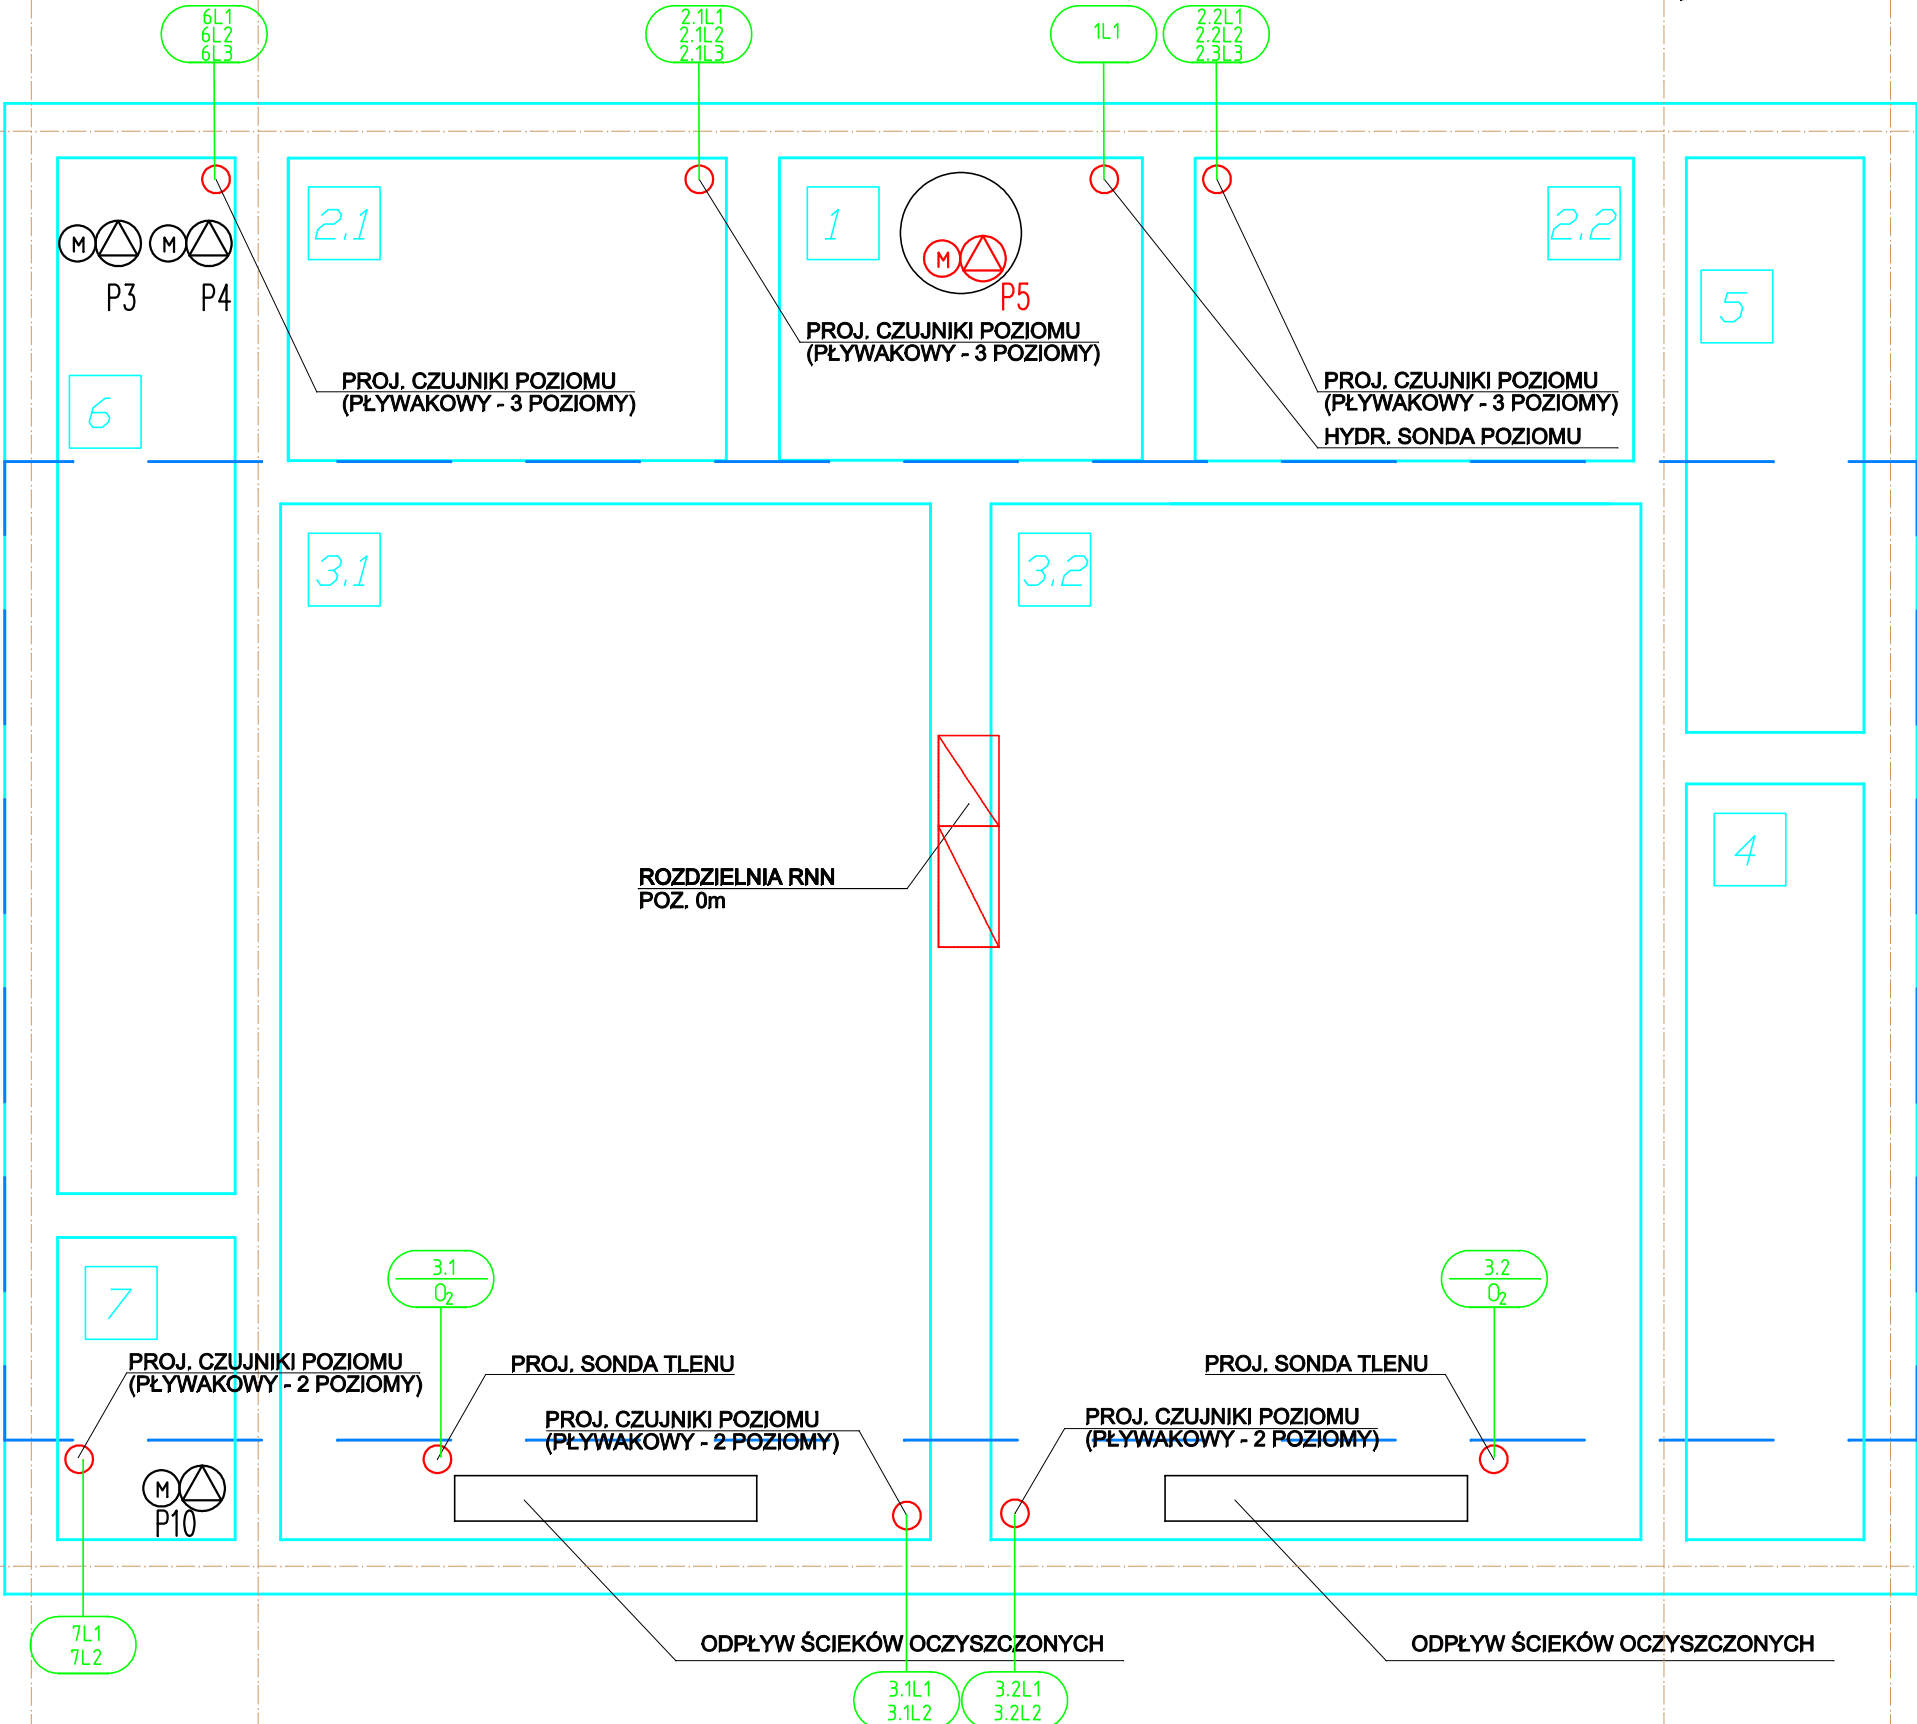 6L1
6L2
6L3
2.1L1
2.1L2
2.1L3
1L1
2.2L1
2.2L2
2.3L3
2.1
1
2.2
M
M
P3
P4
M
P5
5
PROJ. CZUJNIKI POZIOMU
(PŁYWAKOWY - 3 POZIOMY)
6
PROJ. CZUJNIKI POZIOMU
(PŁYWAKOWY - 3 POZIOMY)
PROJ. CZUJNIKI POZIOMU
(PŁYWAKOWY - 3 POZIOMY)
HYDR. SONDA POZIOMU
3.1
3.2
4
ROZDZIELNIA RNN
POZ. 0m
7
3.1
O2
3.2
O2
PROJ. CZUJNIKI POZIOMU
(PŁYWAKOWY - 2 POZIOMY)
PROJ. SONDA TLENU
PROJ. SONDA TLENU
PROJ. CZUJNIKI POZIOMU
(PŁYWAKOWY - 2 POZIOMY)
PROJ. CZUJNIKI POZIOMU
(PŁYWAKOWY - 2 POZIOMY)
M
P10
7L1
7L2
ODPŁYW ŚCIEKÓW OCZYSZCZONYCH
ODPŁYW ŚCIEKÓW OCZYSZCZONYCH
3.1L1
3.1L2
3.2L1
3.2L2